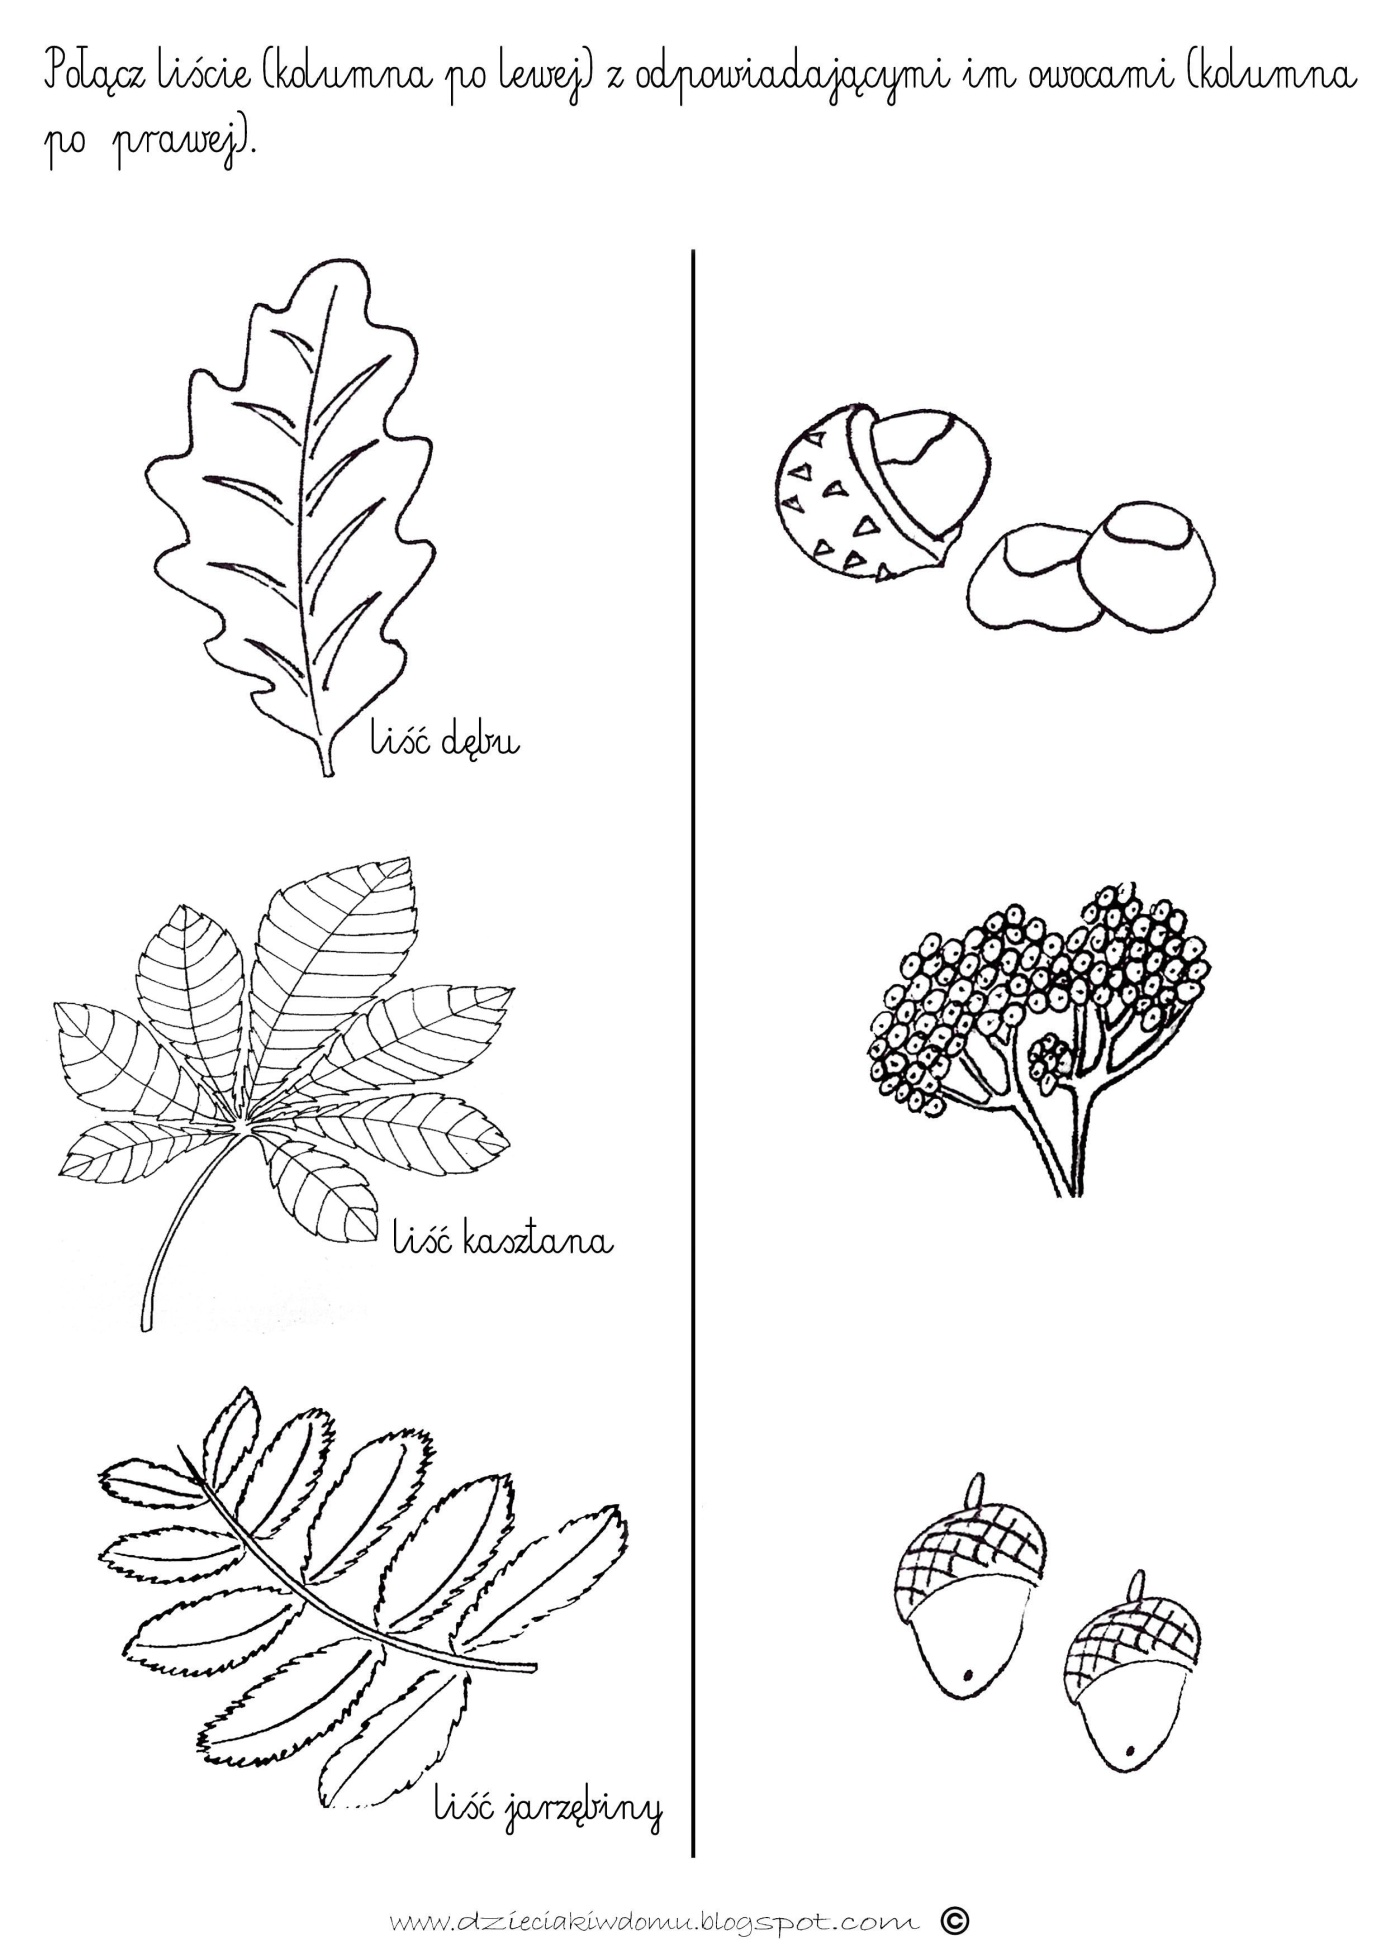 Połącz liście (kolumna po lewej) z odpowiadającymi im owocami (kolumna
po prawej).
liść dębu
liść kasztana
liść jarzębiny
www.dzieciakiwdomu.blogspot.com ©